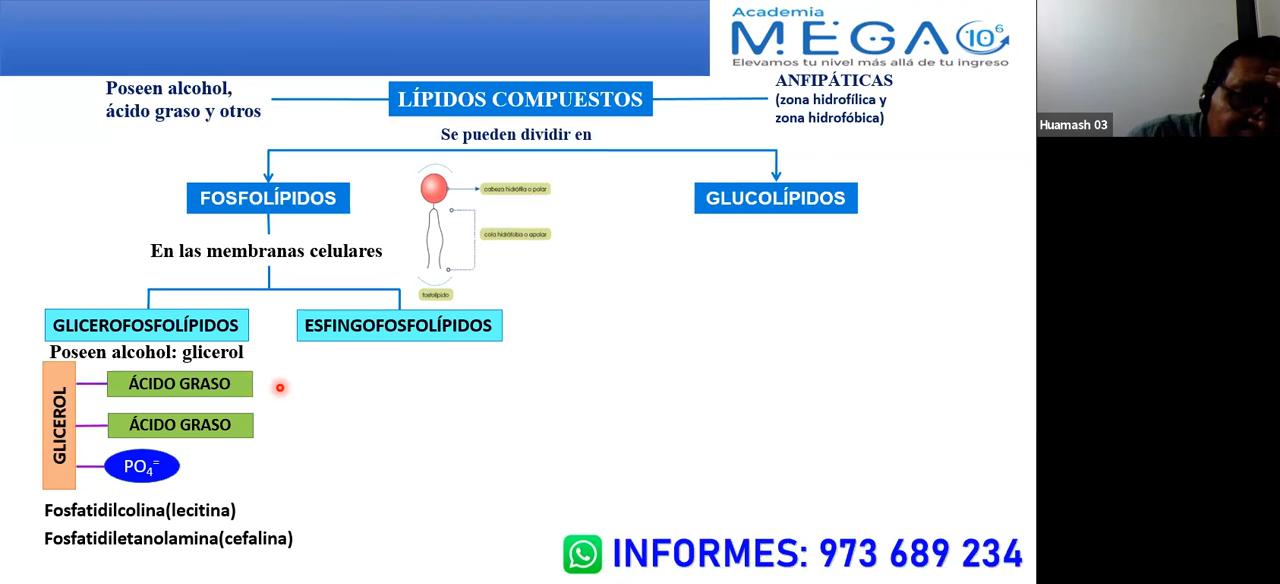 Academia
MEGA 10⁶
Elevamos tu nivel más allá de tu ingreso
Huamash 03
Poseen alcohol,
ácido graso y otros
LÍPIDOS COMPUESTOS
ANFIPÁTICAS
(zona hidrofílica y
zona hidrofóbica)
Se pueden dividir en
FOSFOLÍPIDOS
GLUCOLÍPIDOS
cabeza hidrófila o polar
cola hidrófoba o apolar
fosfolípido
En las membranas celulares
GLICEROFOSFOLÍPIDOS
ESFINGOFOSFOLÍPIDOS
Poseen alcohol: glicerol
GLICEROL
ÁCIDO GRASO
ÁCIDO GRASO
PO₄⁼
Fosfatidilcolina(lecitina)
Fosfatidiletanolamina(cefalina)
INFORMES: 973 689 234